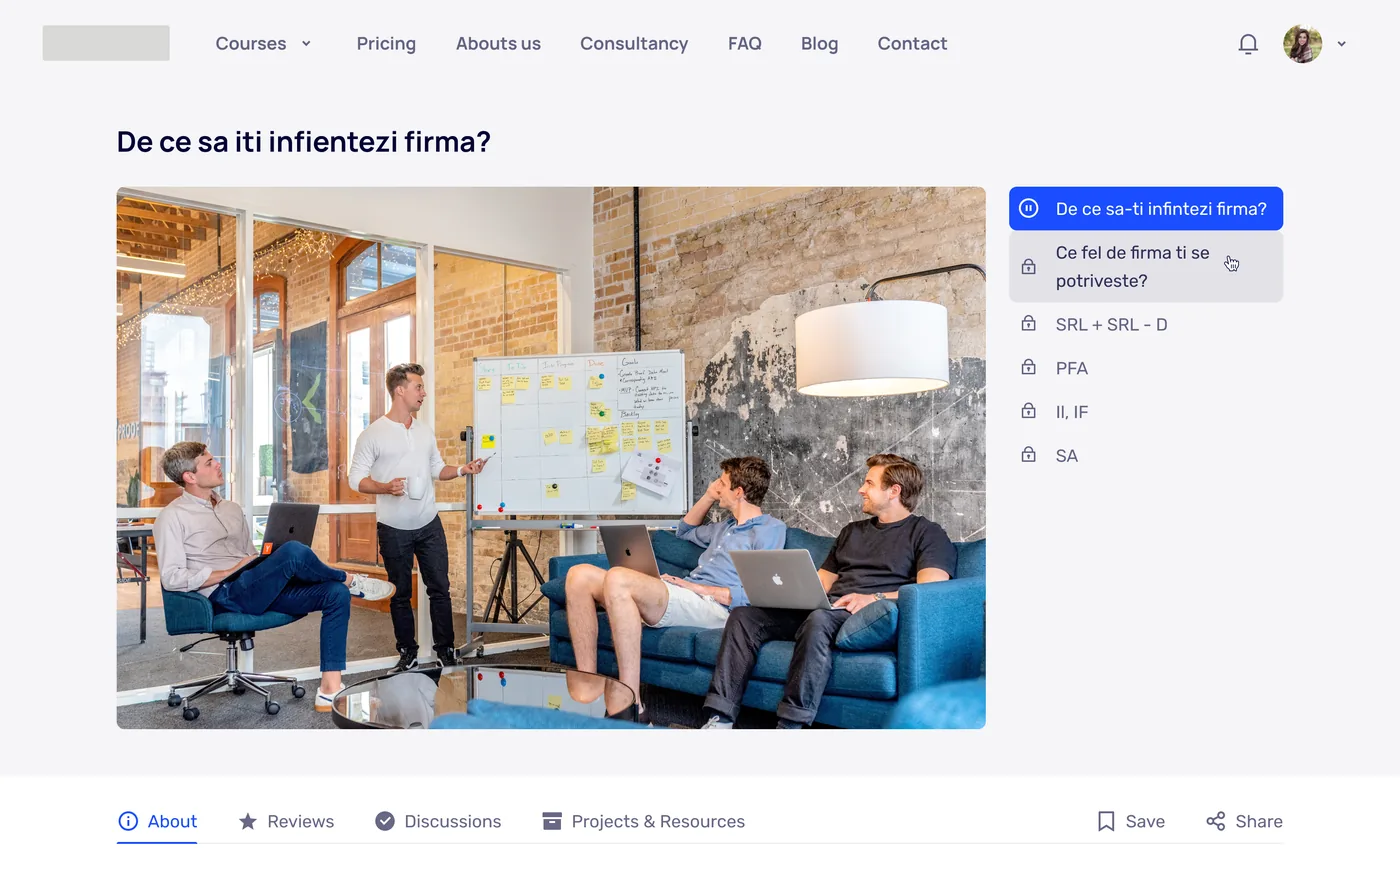 Courses
Pricing
Abouts us
Consultancy
FAQ
Blog
Contact
De ce sa iti infientezi firma?
De ce sa-ti infintezi firma?
Ce fel de firma ti se
potriveste?
SRL + SRL - D
PFA
II, IF
SA
Goals
Backlog
About
Reviews
Discussions
Projects & Resources
Save
Share